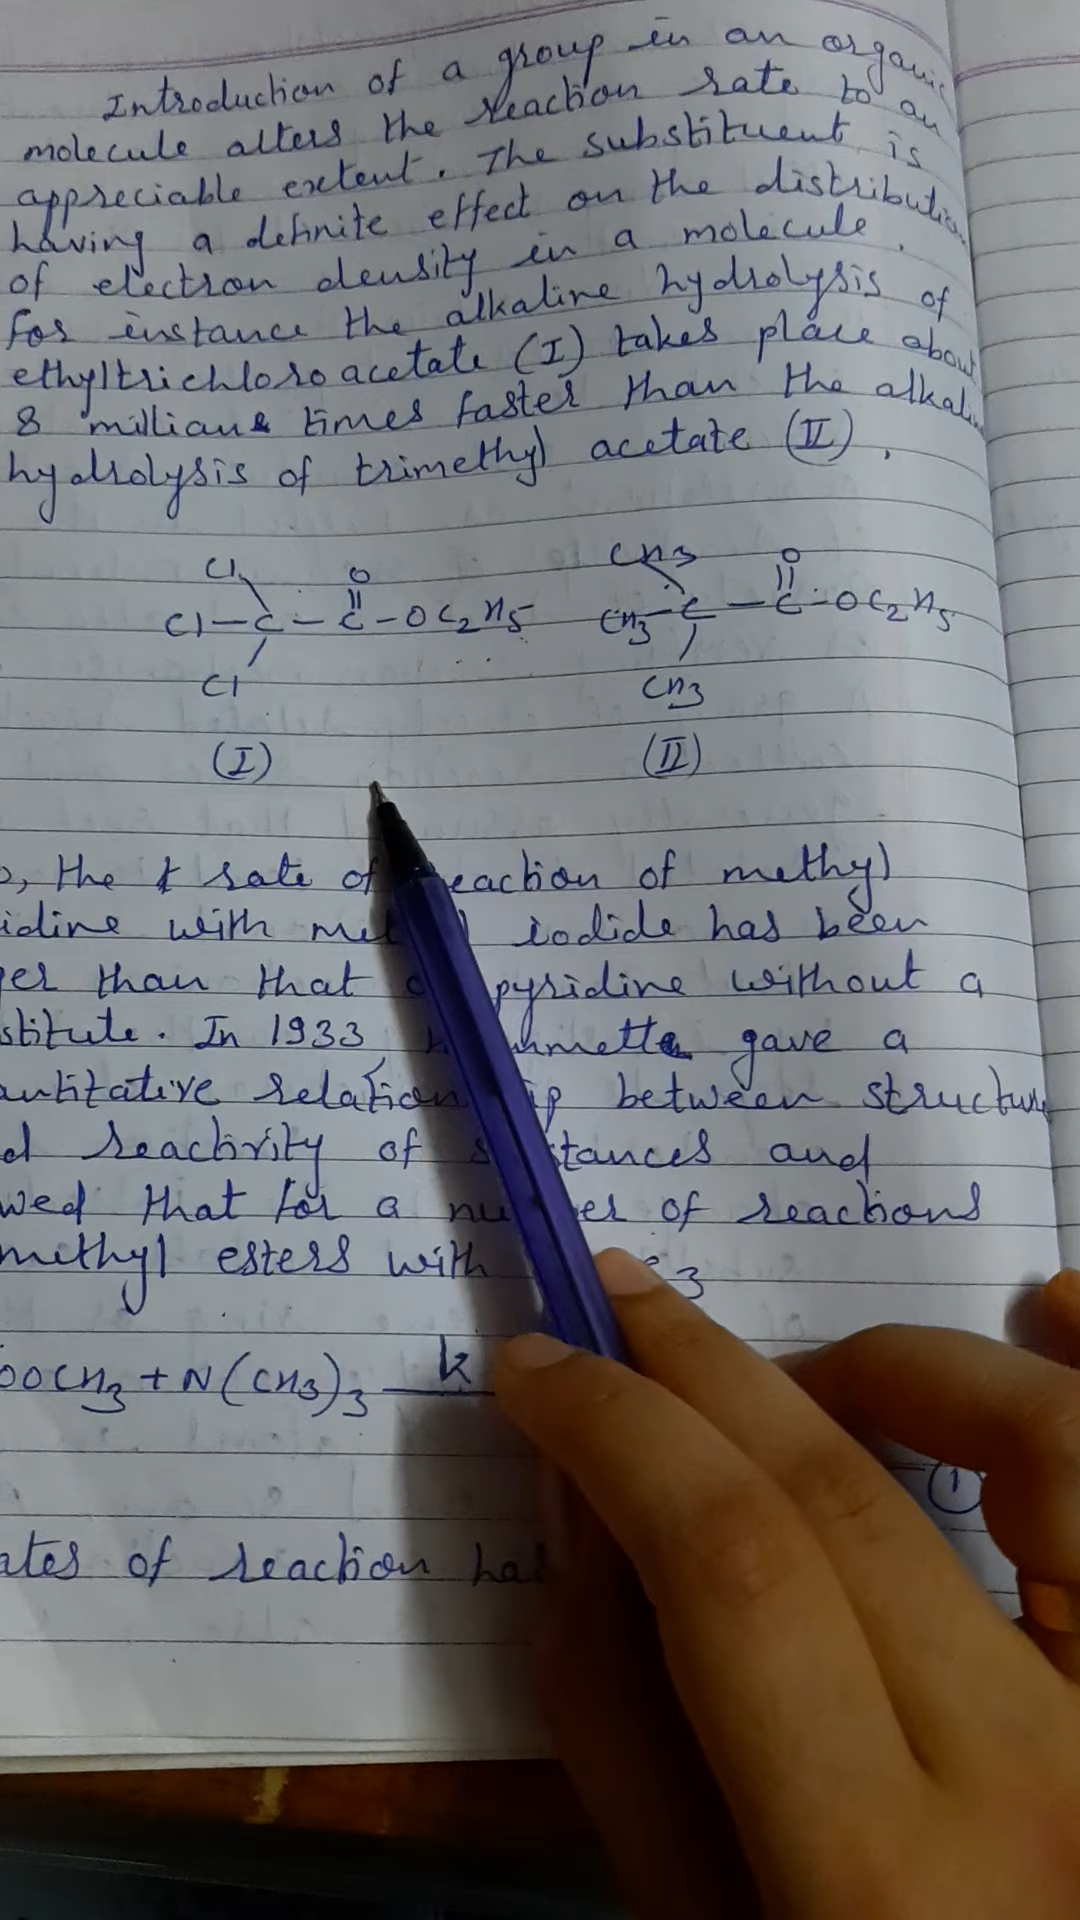 Introduction of a group in an organic
molecule alters the reaction rate to an
appreciable extent. The substituent is
having a definite effect on the distribution
of electron density in a molecule.
For instance the alkaline hydrolysis of
ethyltrichloroacetate (I) takes place about
8 million times faster than the alkali
hydrolysis of trimethyl acetate (II).
Cl O CH3 O
Cl-C-C-OC2H5 CH3-C-C-OC2H5
Cl CH3
(I) (II)
the rate of reaction of methyl
idine with iodide has been
ger than that pyridine without a
stitute. In 1933, gave a
antitative relation ip between structure
d reactivity of s tances and
wed that for a nu er of reactions
methyl esters with 3
OOCH3 + N(CH3)3 k
1
ates of reaction ha